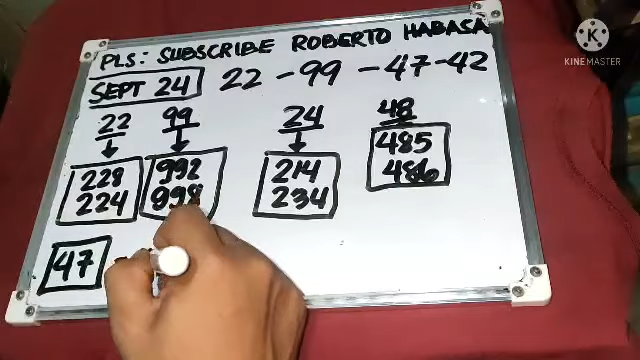 PLS: SUBSCRIBE ROBERTO HABASA
SEPT 24 22 - 99 - 47 - 42
22 99 24 48
228 992 214 485
224 998 234 486
47
K
KINEMASTER